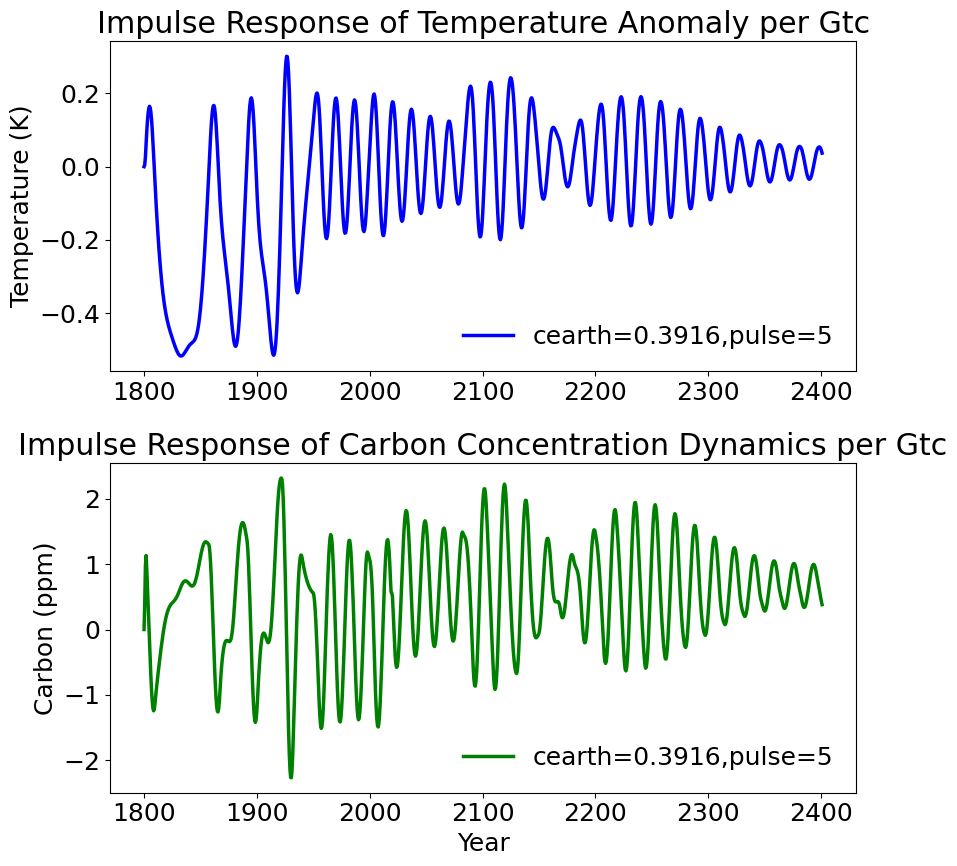 Impulse Response of Temperature Anomaly per Gtc
Temperature (K)
0.2
0.0
−0.2
−0.4
cearth=0.3916,pulse=5
1800 1900 2000 2100 2200 2300 2400
Impulse Response of Carbon Concentration Dynamics per Gtc
Carbon (ppm)
2
1
0
−1
−2
cearth=0.3916,pulse=5
1800 1900 2000 2100 2200 2300 2400
Year